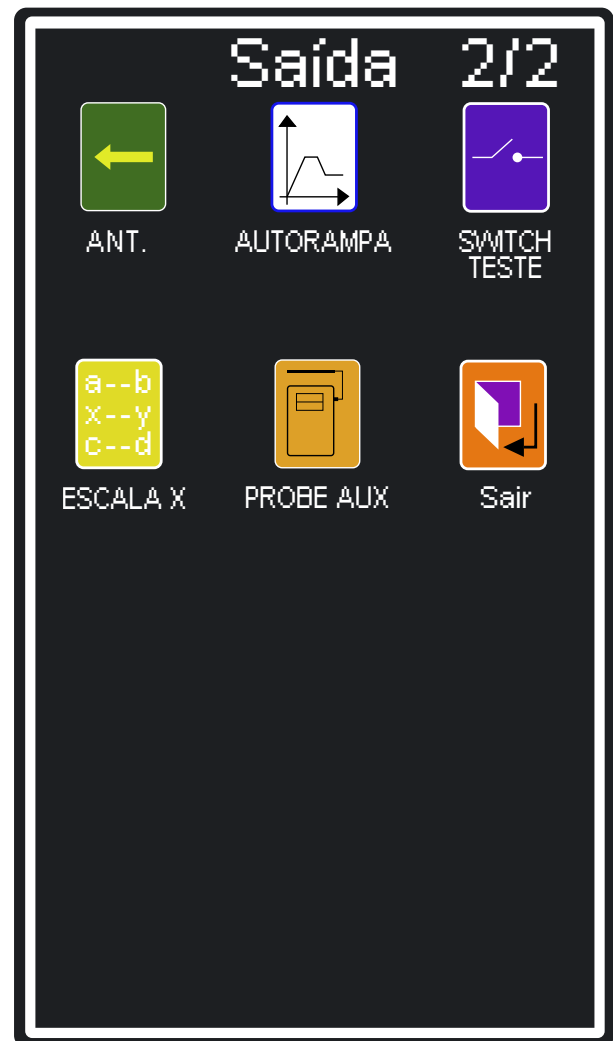 Saída 2/2
ANT.
AUTORAMPA
SWITCH
TESTE
a--b
x--y
c--d
ESCALA X
PROBE AUX
Sair